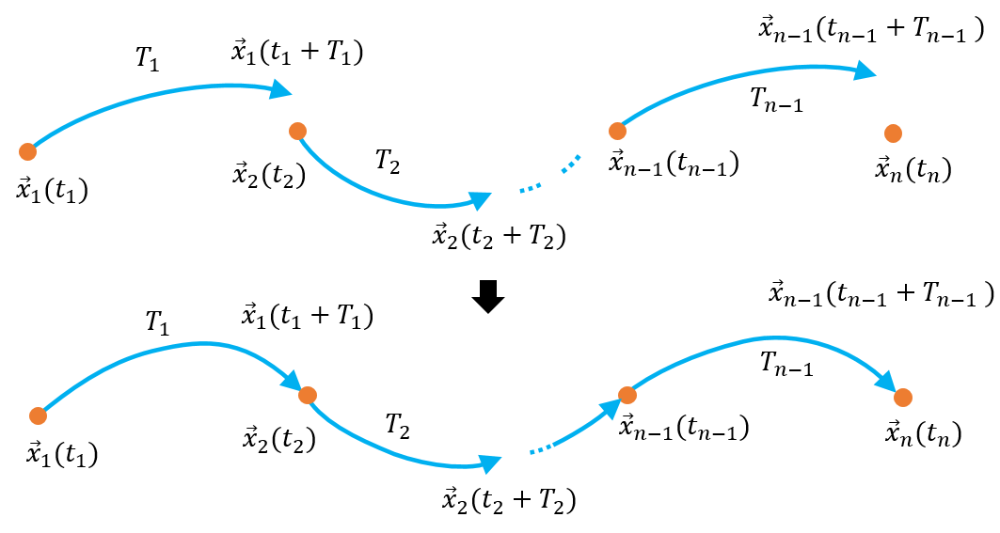 T₁
x⃗₁(t₁ + T₁)
x⃗ₙ₋₁(tₙ₋₁ + Tₙ₋₁)
Tₙ₋₁
x⃗₁(t₁)
x⃗₂(t₂)
T₂
x⃗ₙ₋₁(tₙ₋₁)
x⃗ₙ(tₙ)
x⃗₂(t₂ + T₂)
T₁
x⃗₁(t₁ + T₁)
x⃗ₙ₋₁(tₙ₋₁ + Tₙ₋₁)
Tₙ₋₁
x⃗₁(t₁)
x⃗₂(t₂)
T₂
x⃗ₙ₋₁(tₙ₋₁)
x⃗ₙ(tₙ)
x⃗₂(t₂ + T₂)